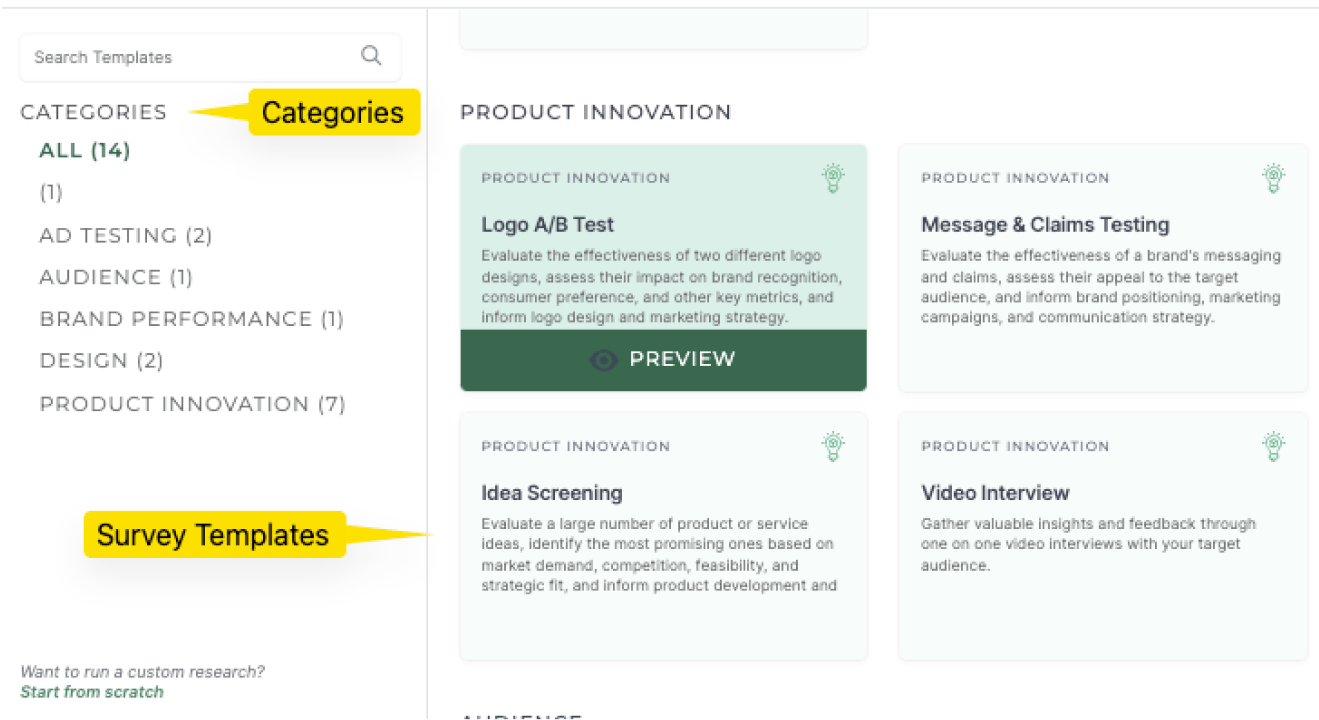 Search Templates
CATEGORIES
Categories
ALL (14)
(1)
AD TESTING (2)
AUDIENCE (1)
BRAND PERFORMANCE (1)
DESIGN (2)
PRODUCT INNOVATION (7)
Survey Templates
Want to run a custom research?
Start from scratch
PRODUCT INNOVATION
PRODUCT INNOVATION
Logo A/B Test
Evaluate the effectiveness of two different logo
designs, assess their impact on brand recognition,
consumer preference, and other key metrics, and
inform logo design and marketing strategy.
PREVIEW
PRODUCT INNOVATION
Message & Claims Testing
Evaluate the effectiveness of a brand's messaging
and claims, assess their appeal to the target
audience, and inform brand positioning, marketing
campaigns, and communication strategy.
PRODUCT INNOVATION
Idea Screening
Evaluate a large number of product or service
ideas, identify the most promising ones based on
market demand, competition, feasibility, and
strategic fit, and inform product development and
PRODUCT INNOVATION
Video Interview
Gather valuable insights and feedback through
one on one video interviews with your target
audience.
AUDIENCE